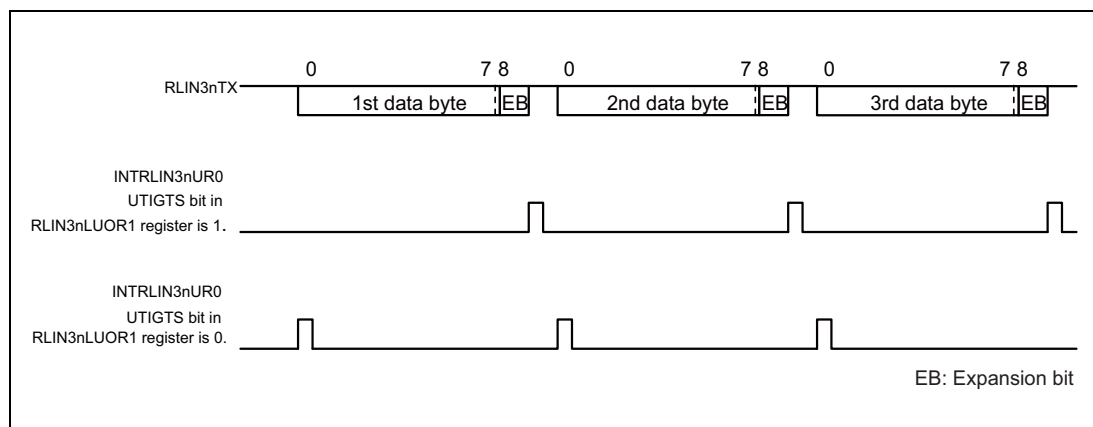 0 7 8 0 7 8 0 7 8
RLIN3nTX
1st data byte EB 2nd data byte EB 3rd data byte EB
INTRLIN3nUR0
UTIGTS bit in
RLIN3nLUOR1 register is 1.
INTRLIN3nUR0
UTIGTS bit in
RLIN3nLUOR1 register is 0.
EB: Expansion bit